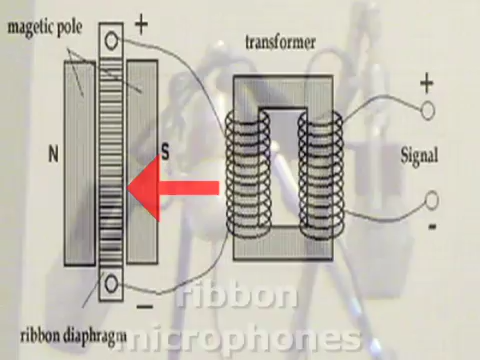 magetic pole
+
transformer
+
N
S
Signal
-
—
ribbon diaphragm
ribbon
microphones